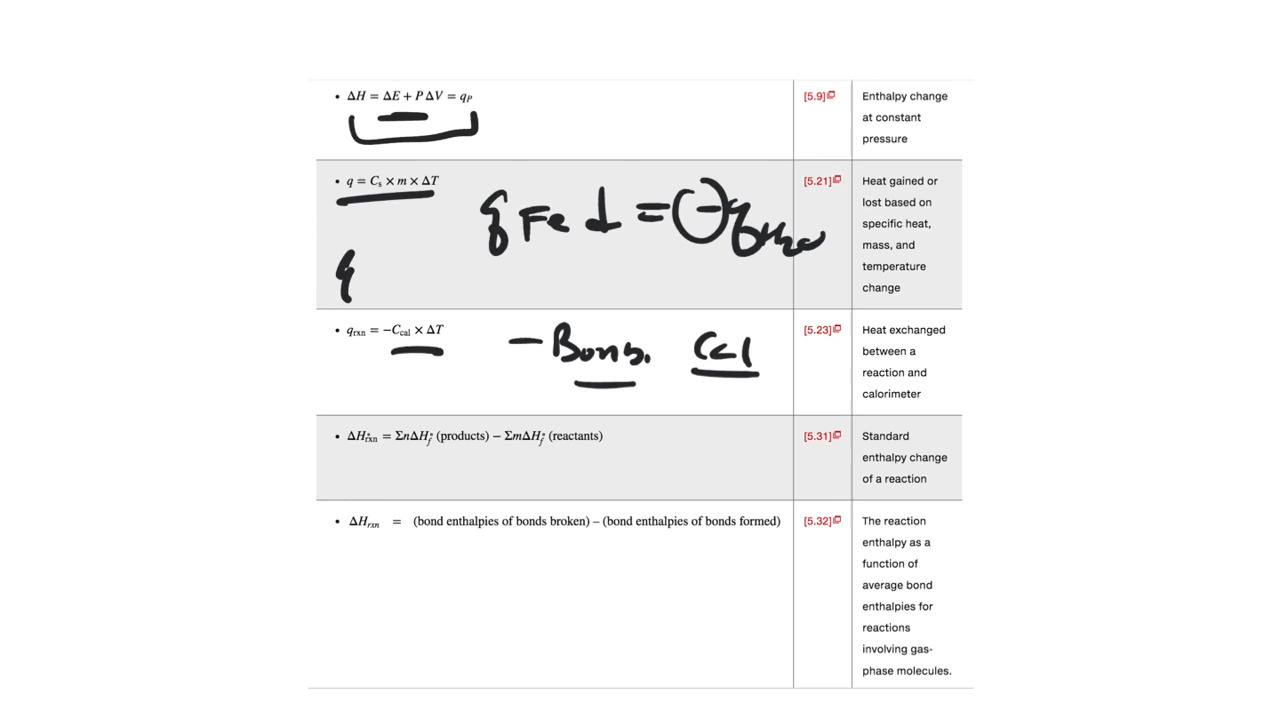 • ΔH = ΔE + P ΔV = qP
[5.9]
Enthalpy change
at constant
pressure
• q = Cs × m × ΔT
[5.21]
Heat gained or
lost based on
specific heat,
mass, and
temperature
change
q Fe = - q H2O
q
• qrxn = −Ccal × ΔT
[5.23]
Heat exchanged
between a
reaction and
calorimeter
- Bomb. Cal
• ΔH°rxn = ΣnΔH°f (products) − ΣmΔH°f (reactants)
[5.31]
Standard
enthalpy change
of a reaction
• ΔHrxn = (bond enthalpies of bonds broken) – (bond enthalpies of bonds formed)
[5.32]
The reaction
enthalpy as a
function of
average bond
enthalpies for
reactions
involving gas-
phase molecules.